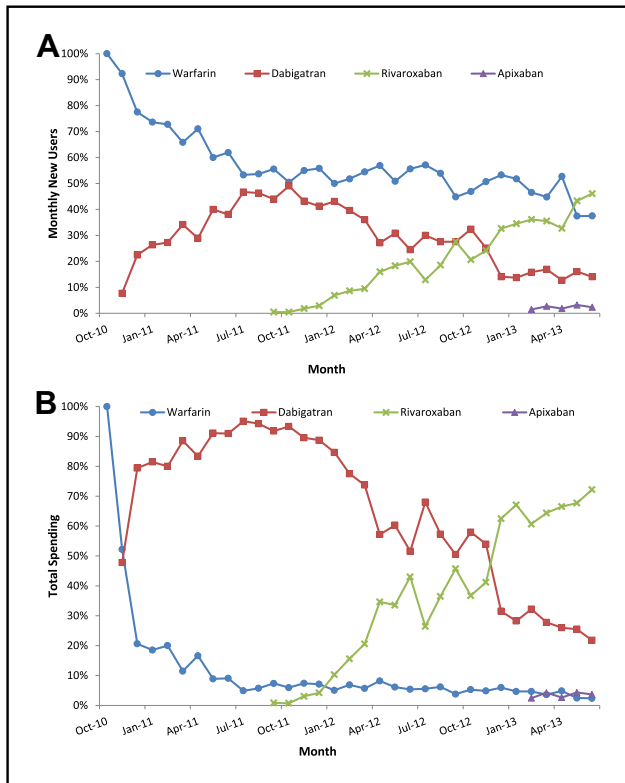 A
Monthly New Users
100%
90%
80%
70%
60%
50%
40%
30%
20%
10%
0%
Warfarin Dabigatran Rivaroxaban Apixaban
Oct-10 Jan-11 Apr-11 Jul-11 Oct-11 Jan-12 Apr-12 Jul-12 Oct-12 Jan-13 Apr-13
Month
B
Total Spending
100%
90%
80%
70%
60%
50%
40%
30%
20%
10%
0%
Warfarin Dabigatran Rivaroxaban Apixaban
Oct-10 Jan-11 Apr-11 Jul-11 Oct-11 Jan-12 Apr-12 Jul-12 Oct-12 Jan-13 Apr-13
Month